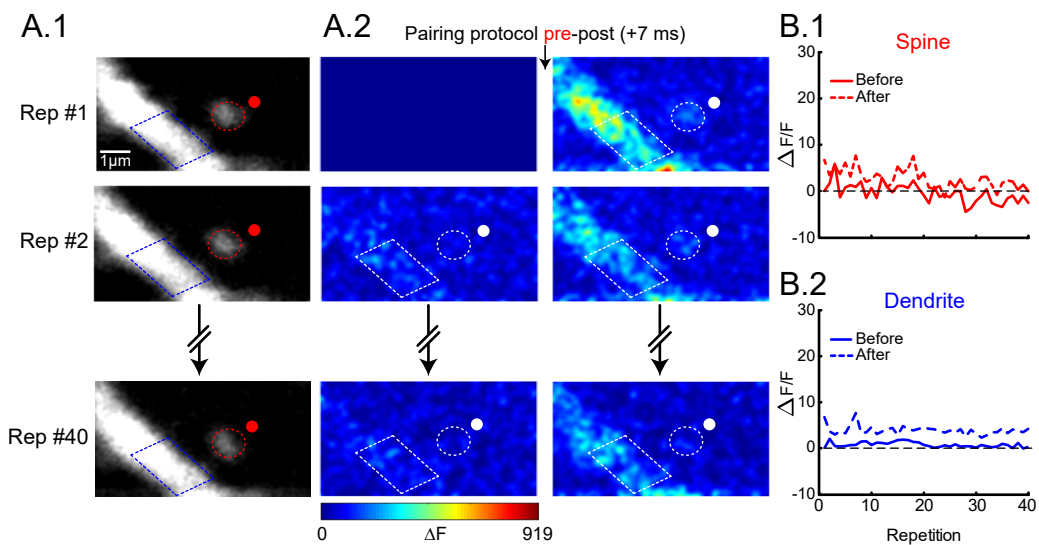 A.1
A.2
Pairing protocol pre-post (+7 ms)
Rep #1
1µm
Rep #2
Rep #40
0
ΔF
919
B.1
Spine
30
Before
After
20
ΔF/F
10
0
-10
B.2
Dendrite
30
Before
After
20
ΔF/F
10
0
-10
0
10
20
30
40
Repetition